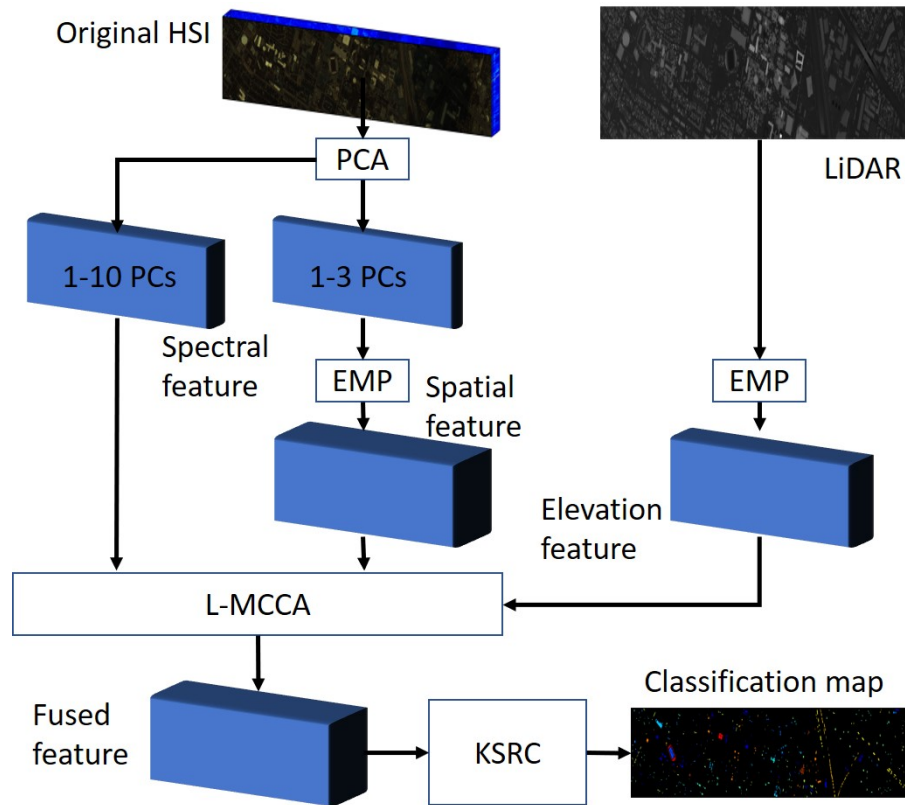 Original HSI
LiDAR
PCA
1-10 PCs
1-3 PCs
Spectral
feature
EMP
Spatial
feature
EMP
Elevation
feature
L-MCCA
Fused
feature
KSRC
Classification map